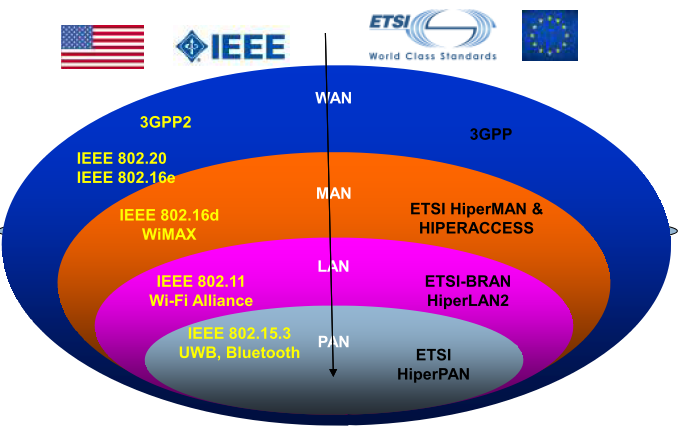 IEEE
ETSI
World Class Standards
WAN
3GPP2
3GPP
IEEE 802.20
IEEE 802.16e
MAN
IEEE 802.16d
WiMAX
ETSI HiperMAN &
HIPERACCESS
LAN
IEEE 802.11
Wi-Fi Alliance
ETSI-BRAN
HiperLAN2
PAN
IEEE 802.15.3
UWB, Bluetooth
ETSI
HiperPAN